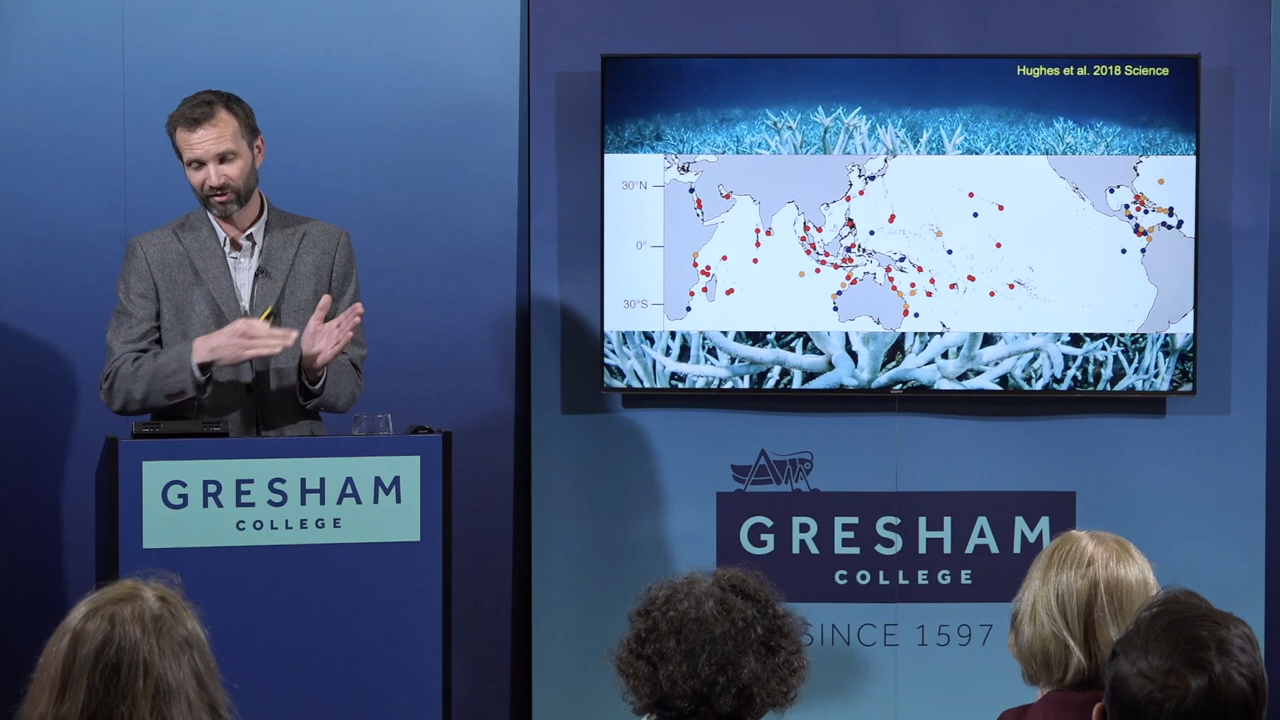 Hughes et al. 2018 Science
30°N
0°
30°S
GRESHAM
COLLEGE
GRESHAM
COLLEGE
SINCE 1597